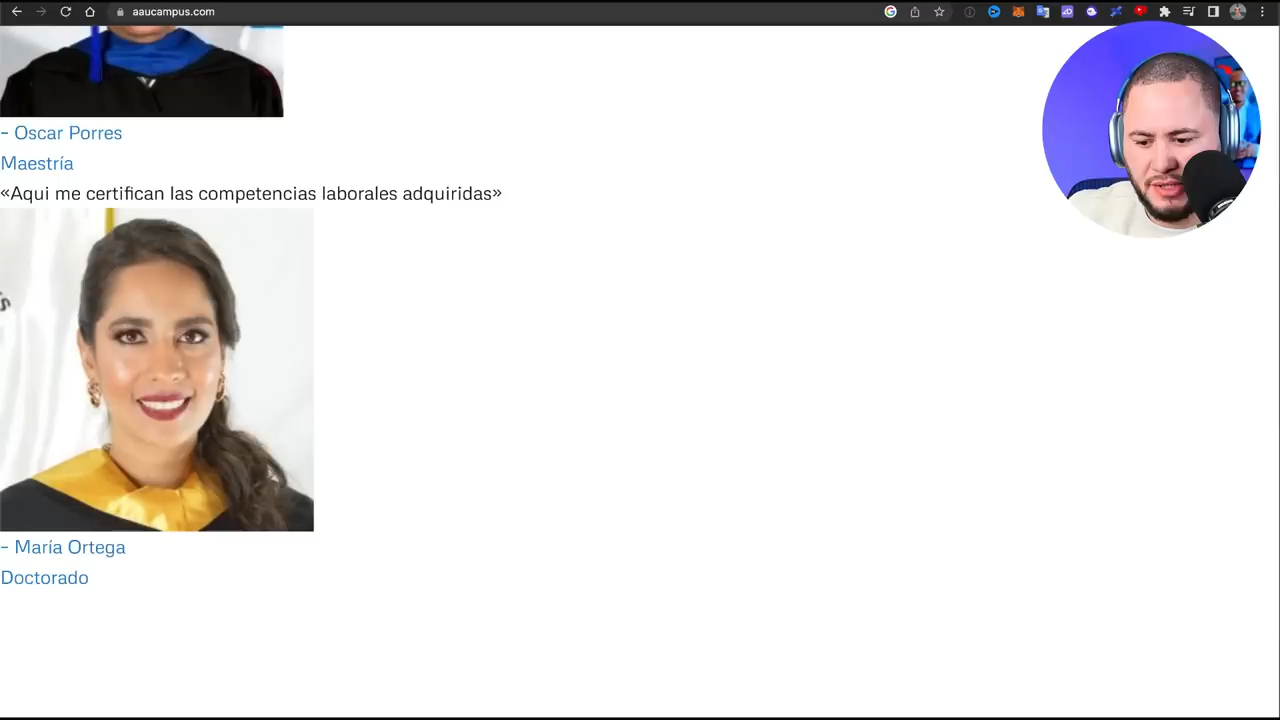 aaucampus.com
- Oscar Porres
Maestría
«Aqui me certifican las competencias laborales adquiridas»
- María Ortega
Doctorado